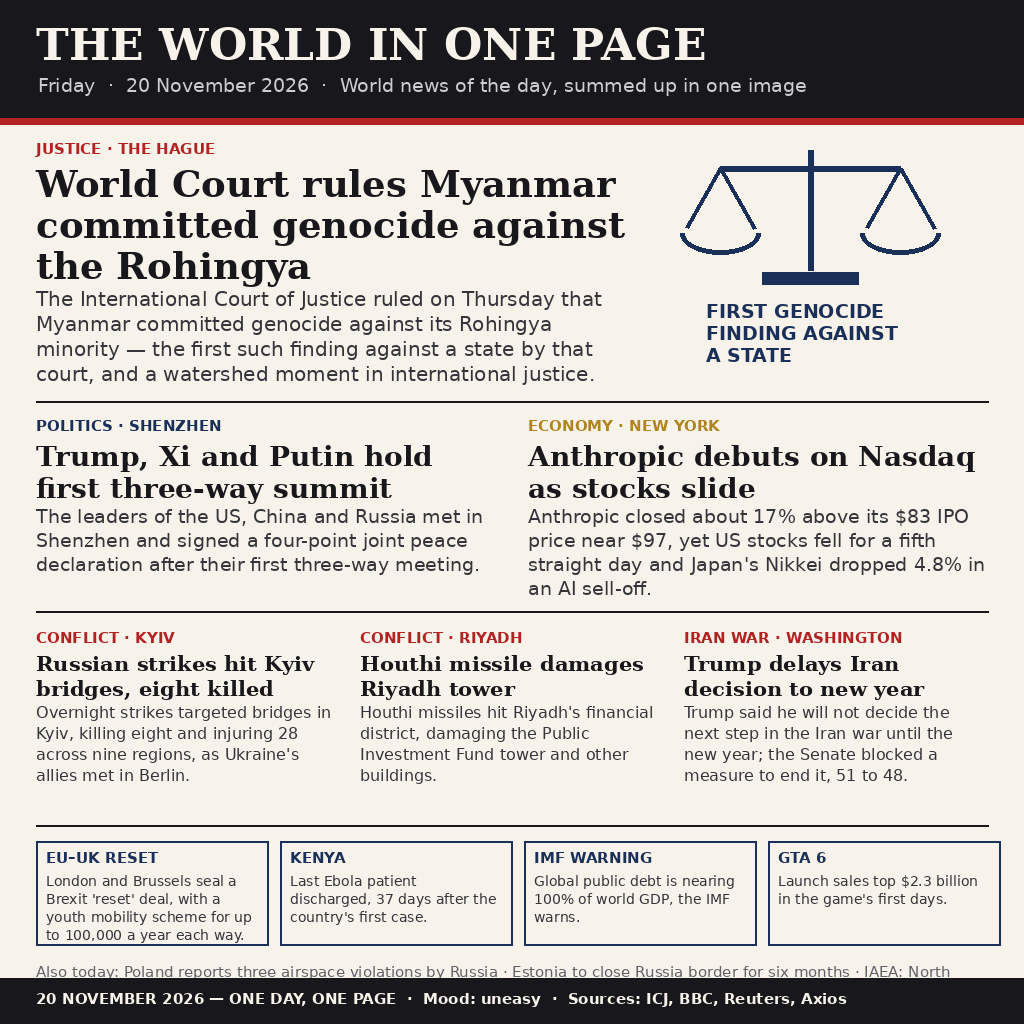 THE WORLD IN ONE PAGE
Friday · 20 November 2026 · World news of the day, summed up in one image
JUSTICE · THE HAGUE
World Court rules Myanmar
committed genocide against
the Rohingya
The International Court of Justice ruled on Thursday that
Myanmar committed genocide against its Rohingya
minority — the first such finding against a state by that
court, and a watershed moment in international justice.
FIRST GENOCIDE
FINDING AGAINST
A STATE
POLITICS · SHENZHEN
Trump, Xi and Putin hold
first three-way summit
The leaders of the US, China and Russia met in
Shenzhen and signed a four-point joint peace
declaration after their first three-way meeting.
ECONOMY · NEW YORK
Anthropic debuts on Nasdaq
as stocks slide
Anthropic closed about 17% above its $83 IPO
price near $97, yet US stocks fell for a fifth
straight day and Japan's Nikkei dropped 4.8% in
an AI sell-off.
CONFLICT · KYIV
Russian strikes hit Kyiv
bridges, eight killed
Overnight strikes targeted bridges in
Kyiv, killing eight and injuring 28
across nine regions, as Ukraine's
allies met in Berlin.
CONFLICT · RIYADH
Houthi missile damages
Riyadh tower
Houthi missiles hit Riyadh's financial
district, damaging the Public
Investment Fund tower and other
buildings.
IRAN WAR · WASHINGTON
Trump delays Iran
decision to new year
Trump said he will not decide the
next step in the Iran war until the
new year; the Senate blocked a
measure to end it, 51 to 48.
EU–UK RESET
London and Brussels seal a
Brexit 'reset' deal, with a
youth mobility scheme for up
to 100,000 a year each way.
KENYA
Last Ebola patient
discharged, 37 days after the
country's first case.
IMF WARNING
Global public debt is nearing
100% of world GDP, the IMF
warns.
GTA 6
Launch sales top $2.3 billion
in the game's first days.
Also today: Poland reports three airspace violations by Russia · Estonia to close Russia border for six months · IAEA: North
20 NOVEMBER 2026 — ONE DAY, ONE PAGE · Mood: uneasy · Sources: ICJ, BBC, Reuters, Axios